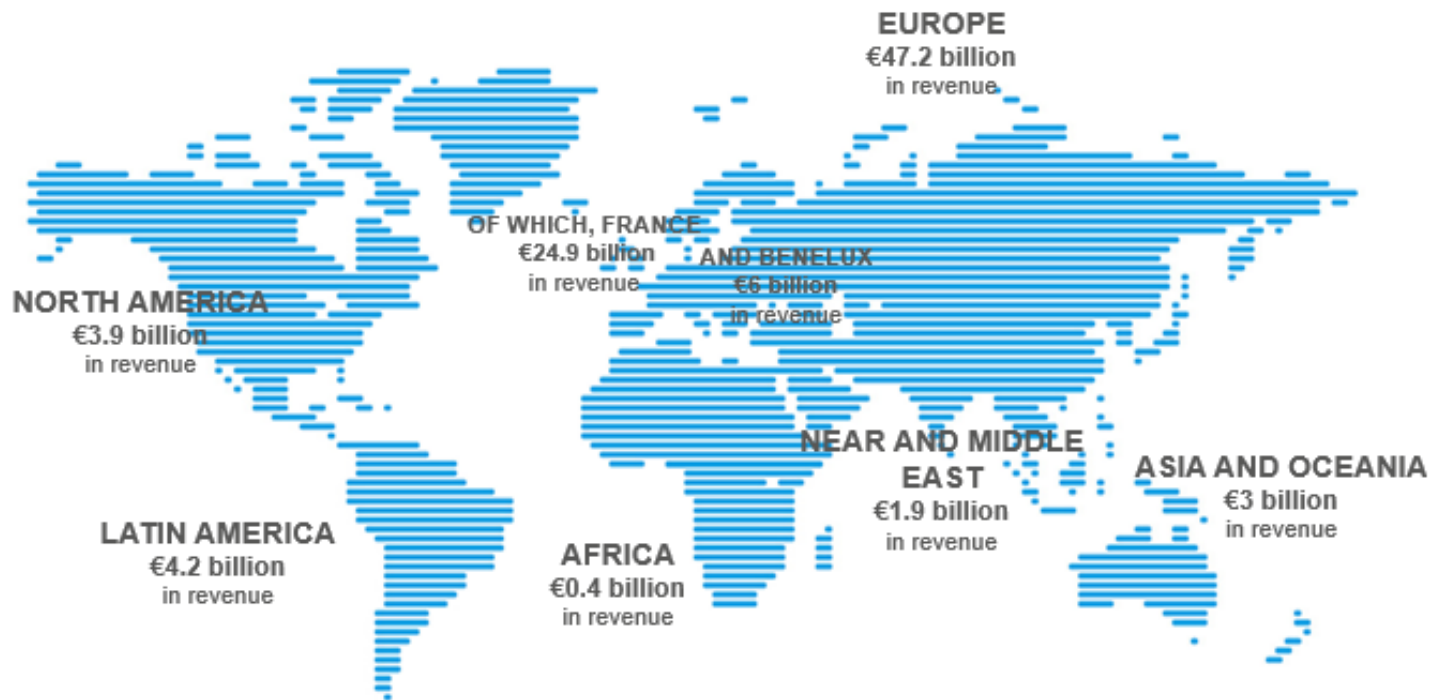 EUROPE
€47.2 billion
in revenue
OF WHICH, FRANCE
€24.9 billion
in revenue
AND BENELUX
€6 billion
in revenue
NORTH AMERICA
€3.9 billion
in revenue
NEAR AND MIDDLE
EAST
€1.9 billion
in revenue
ASIA AND OCEANIA
€3 billion
in revenue
LATIN AMERICA
€4.2 billion
in revenue
AFRICA
€0.4 billion
in revenue